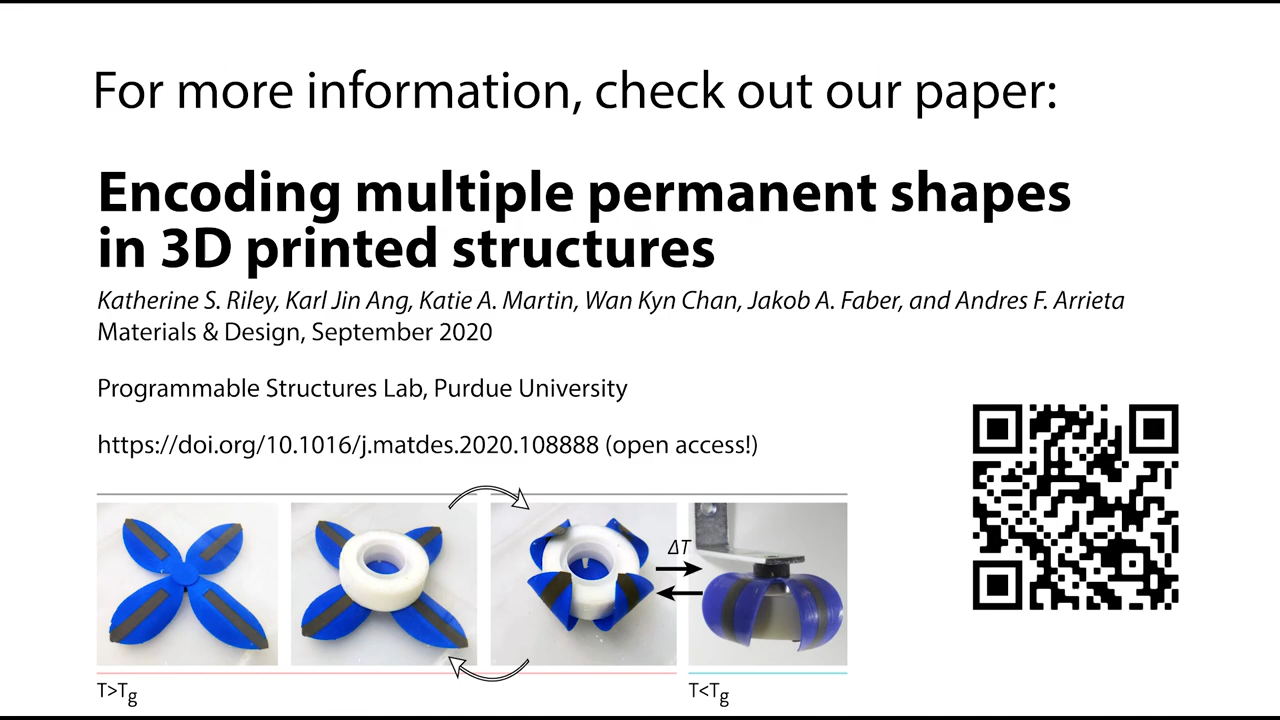 For more information, check out our paper:
Encoding multiple permanent shapes
in 3D printed structures
Katherine S. Riley, Karl Jin Ang, Katie A. Martin, Wan Kyn Chan, Jakob A. Faber, and Andres F. Arrieta
Materials & Design, September 2020
Programmable Structures Lab, Purdue University
https://doi.org/10.1016/j.matdes.2020.108888 (open access!)
ΔT
T>Tg
T<Tg